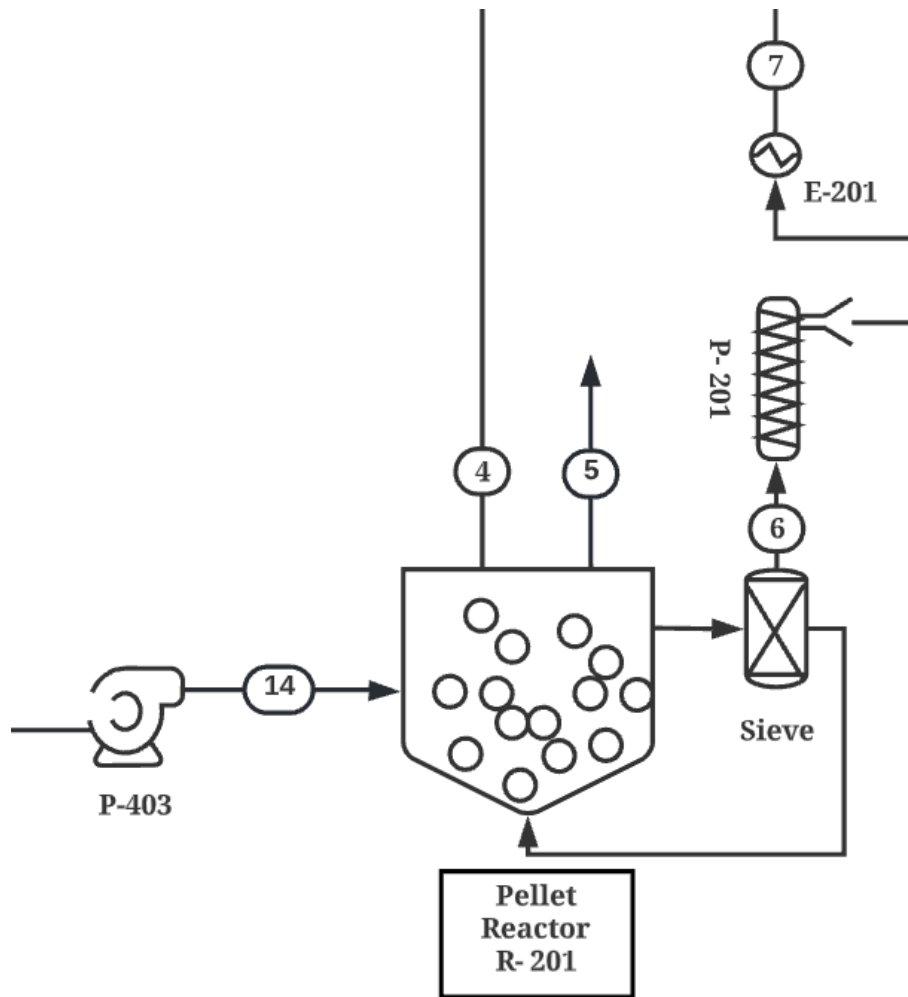 7
E-201
P- 201
4
5
6
14
Sieve
P-403
Pellet
Reactor
R- 201